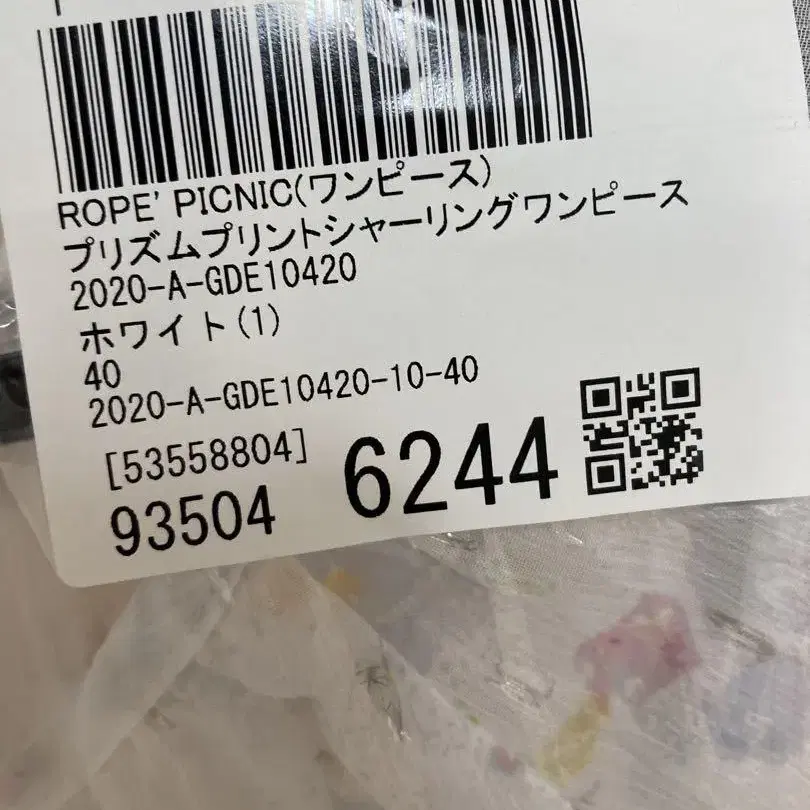 ROPE' PICNIC(ワンピース)
プリズムプリントシャーリングワンピース
2020-A-GDE10420
ホワイト(1)
40
2020-A-GDE10420-10-40
[53558804]
93504 6244